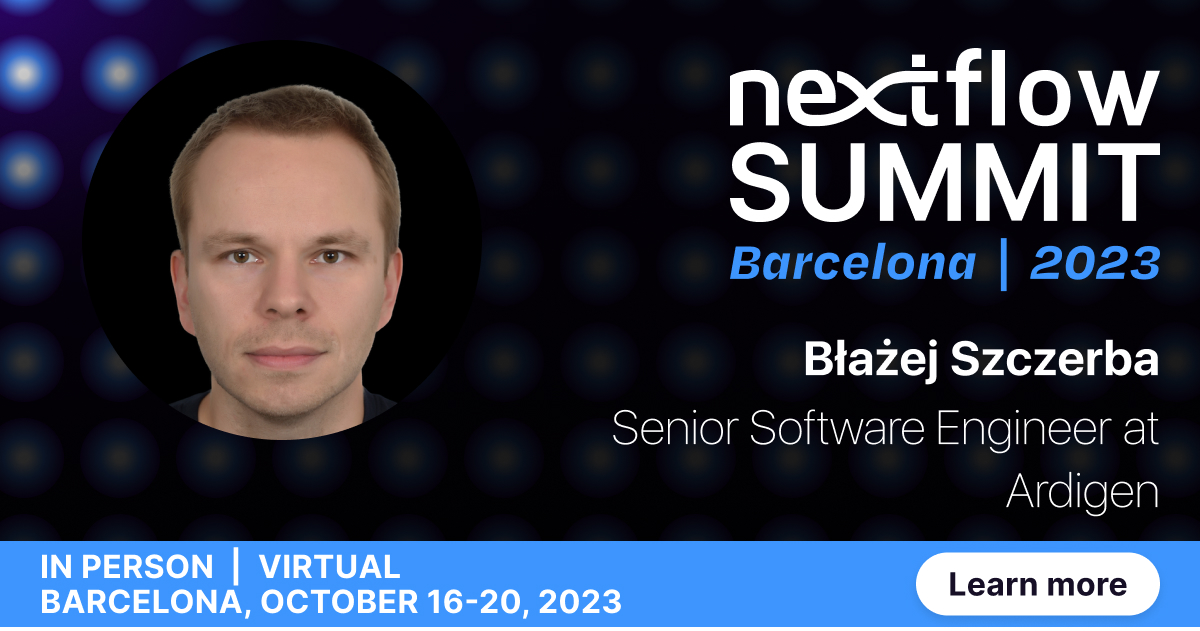 nextflow
SUMMIT
Barcelona | 2023
Błażej Szczerba
Senior Software Engineer at
Ardigen
IN PERSON | VIRTUAL
BARCELONA, OCTOBER 16-20, 2023
Learn more